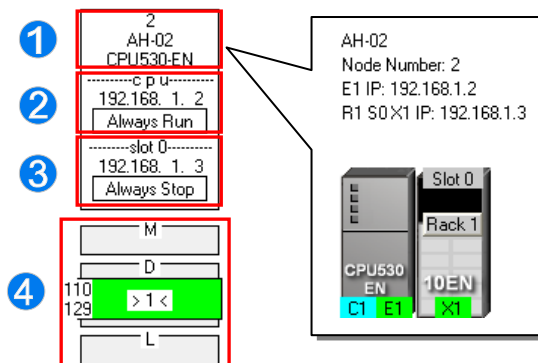 1
2
AH-02
CPU530-EN
2
---------c p u---------
192.168. 1. 2
Always Run
3
---------slot 0---------
192.168. 1. 3
Always Stop
4
M
D
110
129
> 1 <
L
AH-02
Node Number: 2
E1 IP: 192.168.1.2
R1 S0 X1 IP: 192.168.1.3
CPU530
EN
C1 E1
Slot 0
Rack 1
10EN
X1